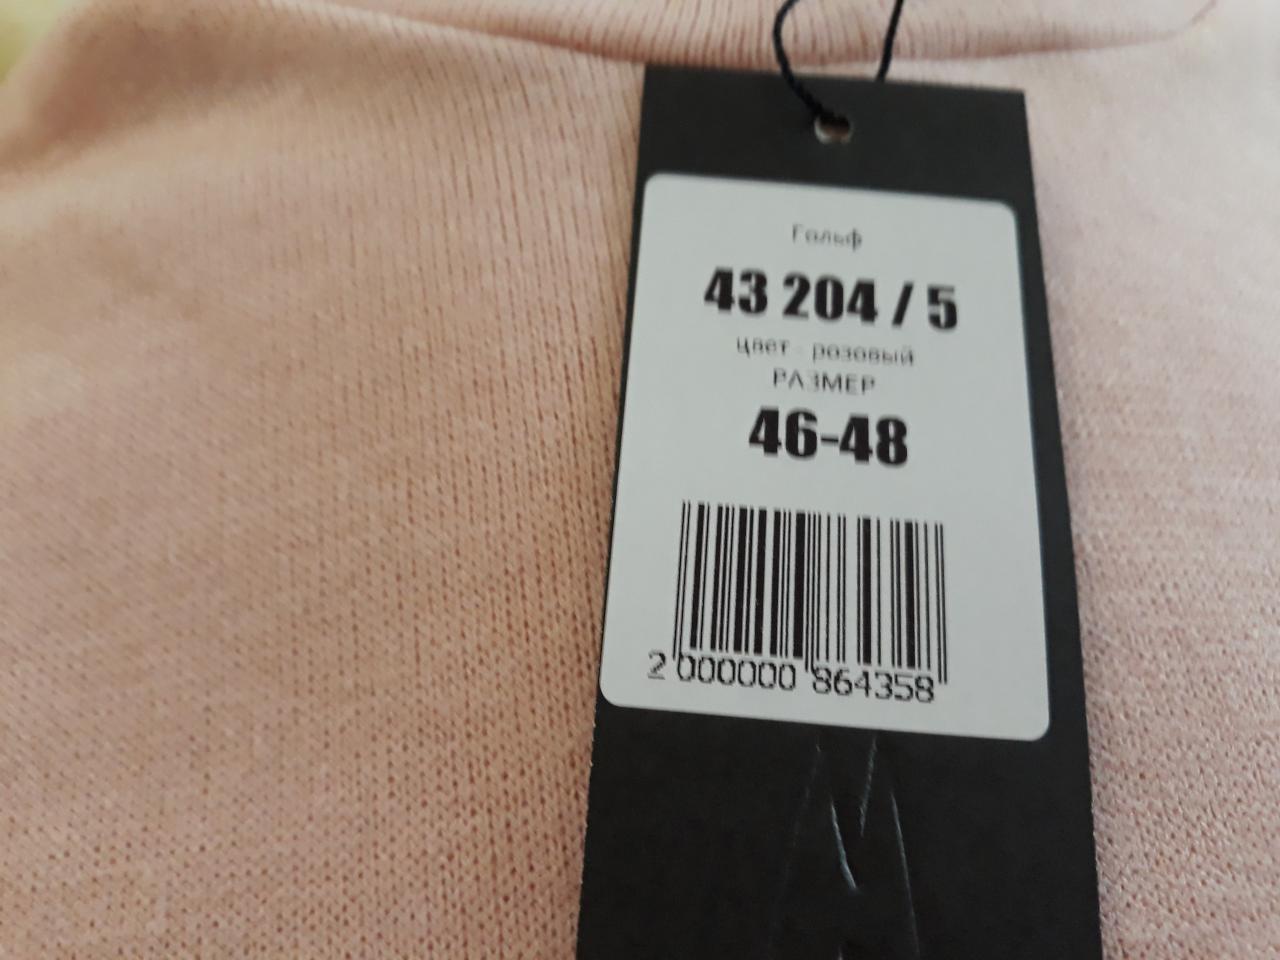 Гольф
43 204 / 5
цвет - розовый
РАЗМЕР
46-48
2 000000 864358